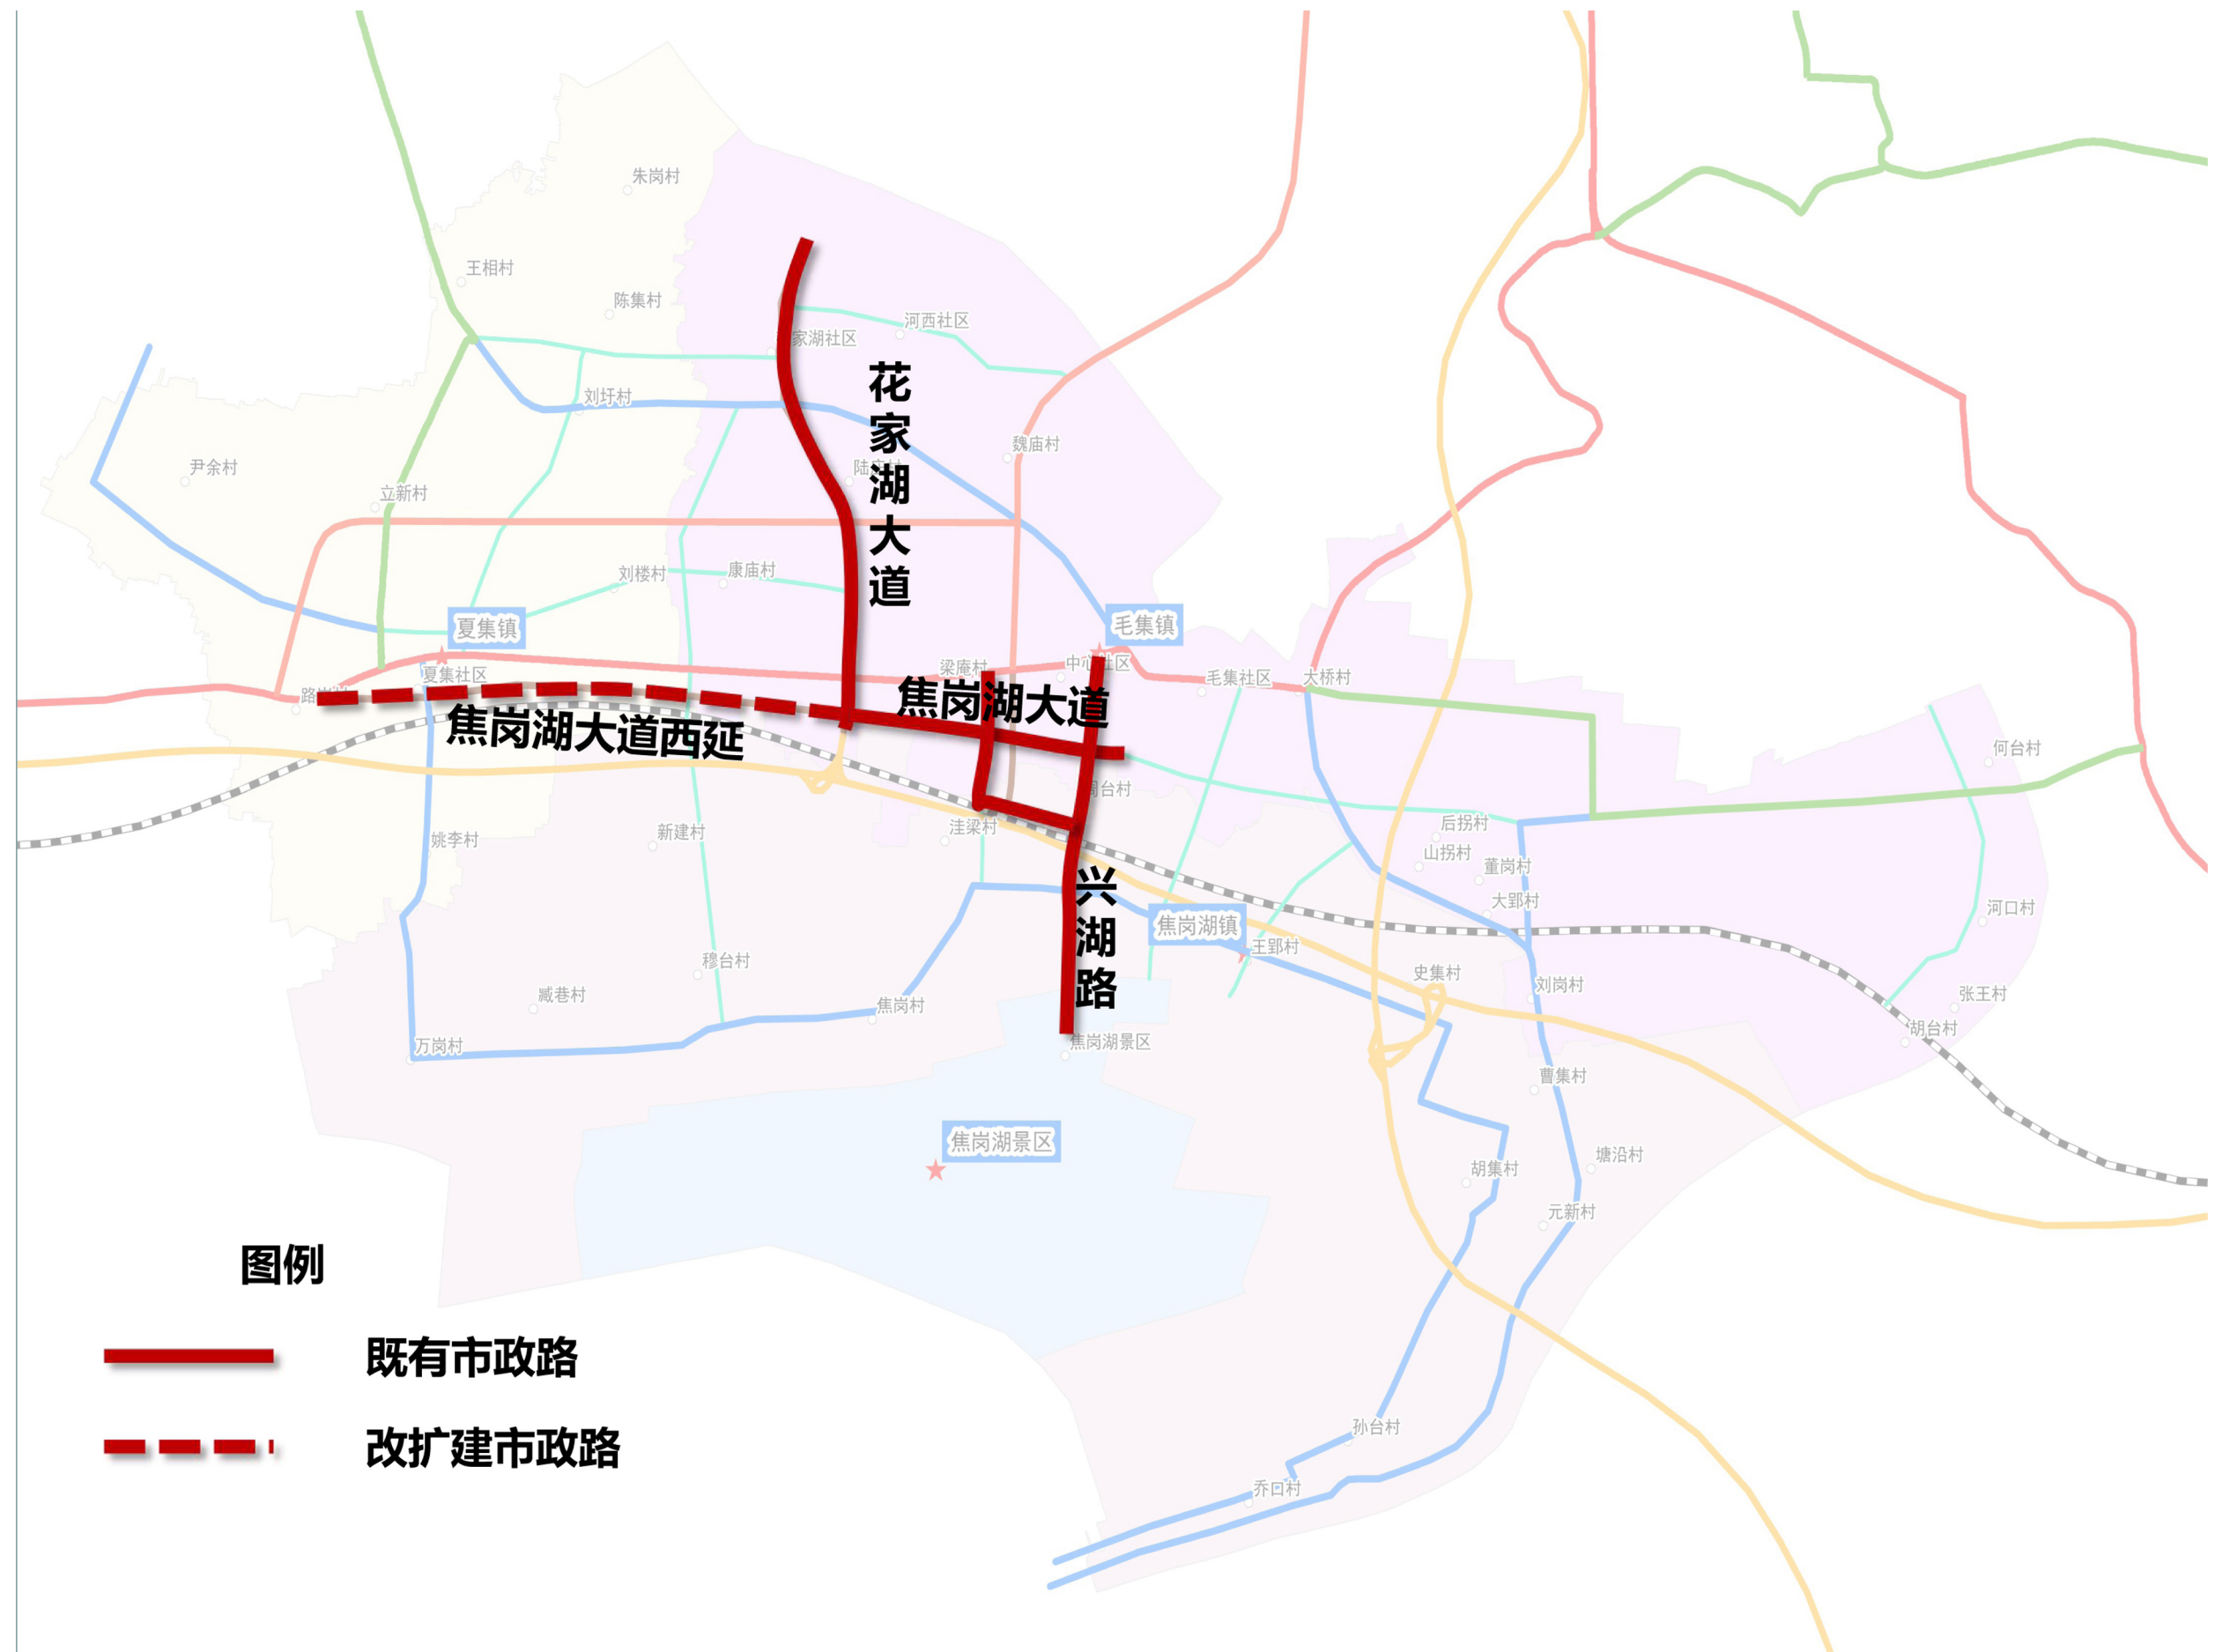 朱岗村
王相村
陈集村
河西社区
家湖社区
花家湖大道
刘圩村
魏庙村
尹余村
立新村
刘楼村
康庙村
夏集镇
毛集镇
梁庵村
中心社区
夏集社区
毛集社区
大桥村
焦岗湖大道
焦岗湖大道西延
何台村
姚李村
新建村
洼梁村
后拐村
山拐村
董岗村
大郢村
兴湖路
河口村
焦岗湖镇
王郢村
穆台村
史集村
刘岗村
臧巷村
焦岗村
张王村
胡台村
万岗村
焦岗湖景区
曹集村
焦岗湖景区
胡集村
塘沿村
元新村
图例
既有市政路
改扩建市政路
孙台村
乔口村